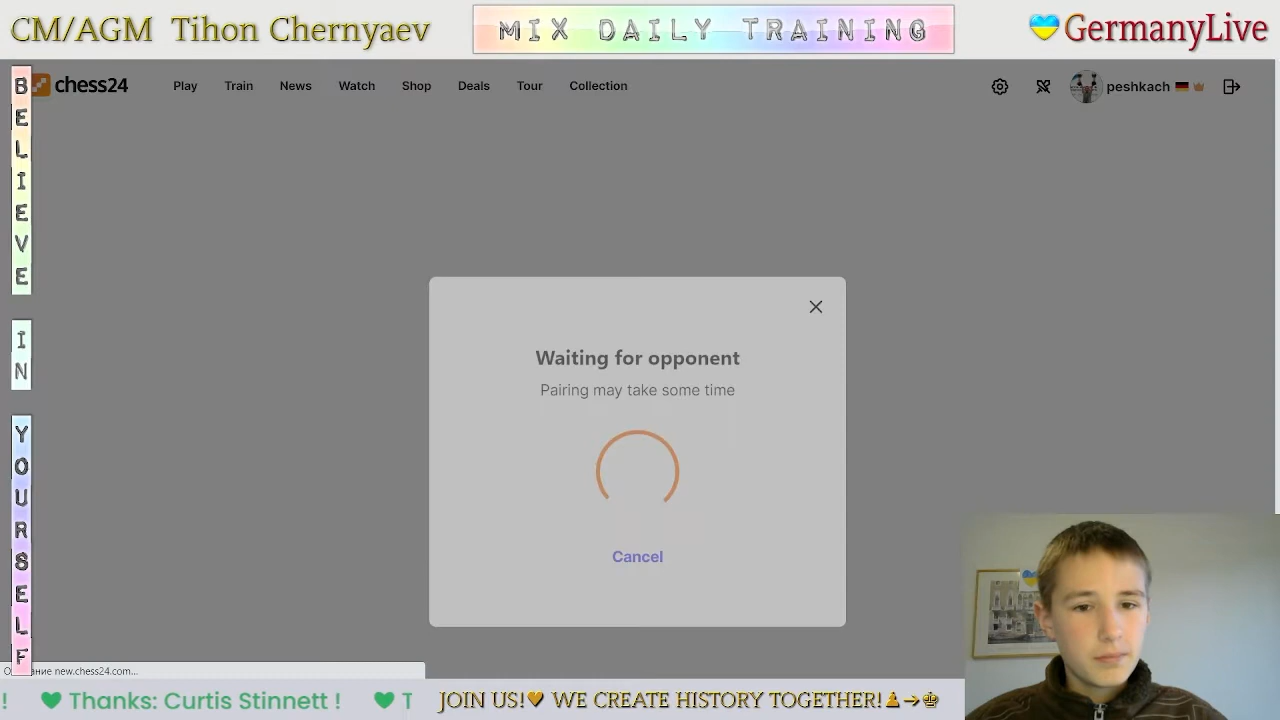 CM/AGM Tihon Chernyaev
MIX DAILY TRAINING
💛GermanyLive
chess24
Play Train News Watch Shop Deals Tour Collection
peshkach
BELIEVE
IN
YOURSELF
Waiting for opponent
Pairing may take some time
Cancel
new.chess24.com...
! 💚 Thanks: Curtis Stinnett ! 💚 T
JOIN US!🧡 WE CREATE HISTORY TOGETHER!♟→♚